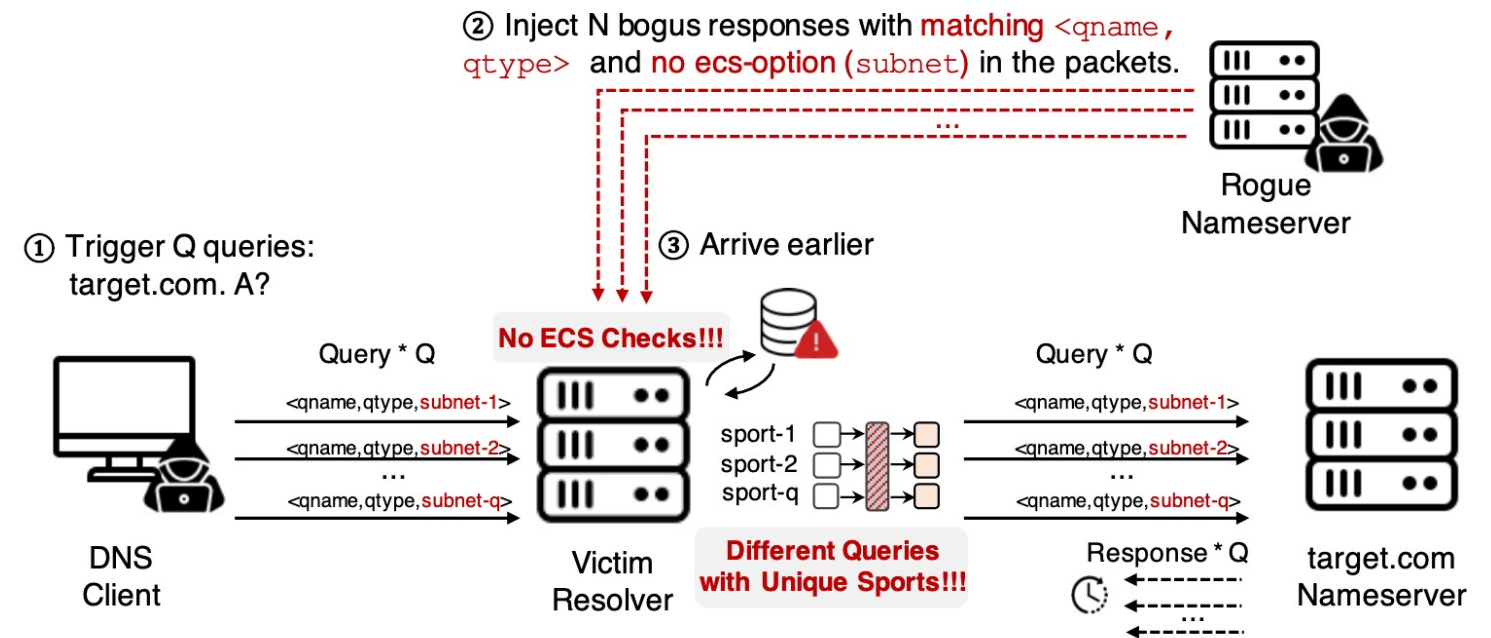 ② Inject N bogus responses with matching <qname,
qtype> and no ecs-option (subnet) in the packets.
...
Rogue
Nameserver
① Trigger Q queries:
target.com. A?
③ Arrive earlier
No ECS Checks!!!
!
Query * Q
<qname,qtype,subnet-1>
<qname,qtype,subnet-2>
...
<qname,qtype,subnet-q>
DNS
Client
Victim
Resolver
sport-1
sport-2
sport-q
Different Queries
with Unique Sports!!!
Query * Q
<qname,qtype,subnet-1>
<qname,qtype,subnet-2>
...
<qname,qtype,subnet-q>
Response * Q
...
target.com
Nameserver